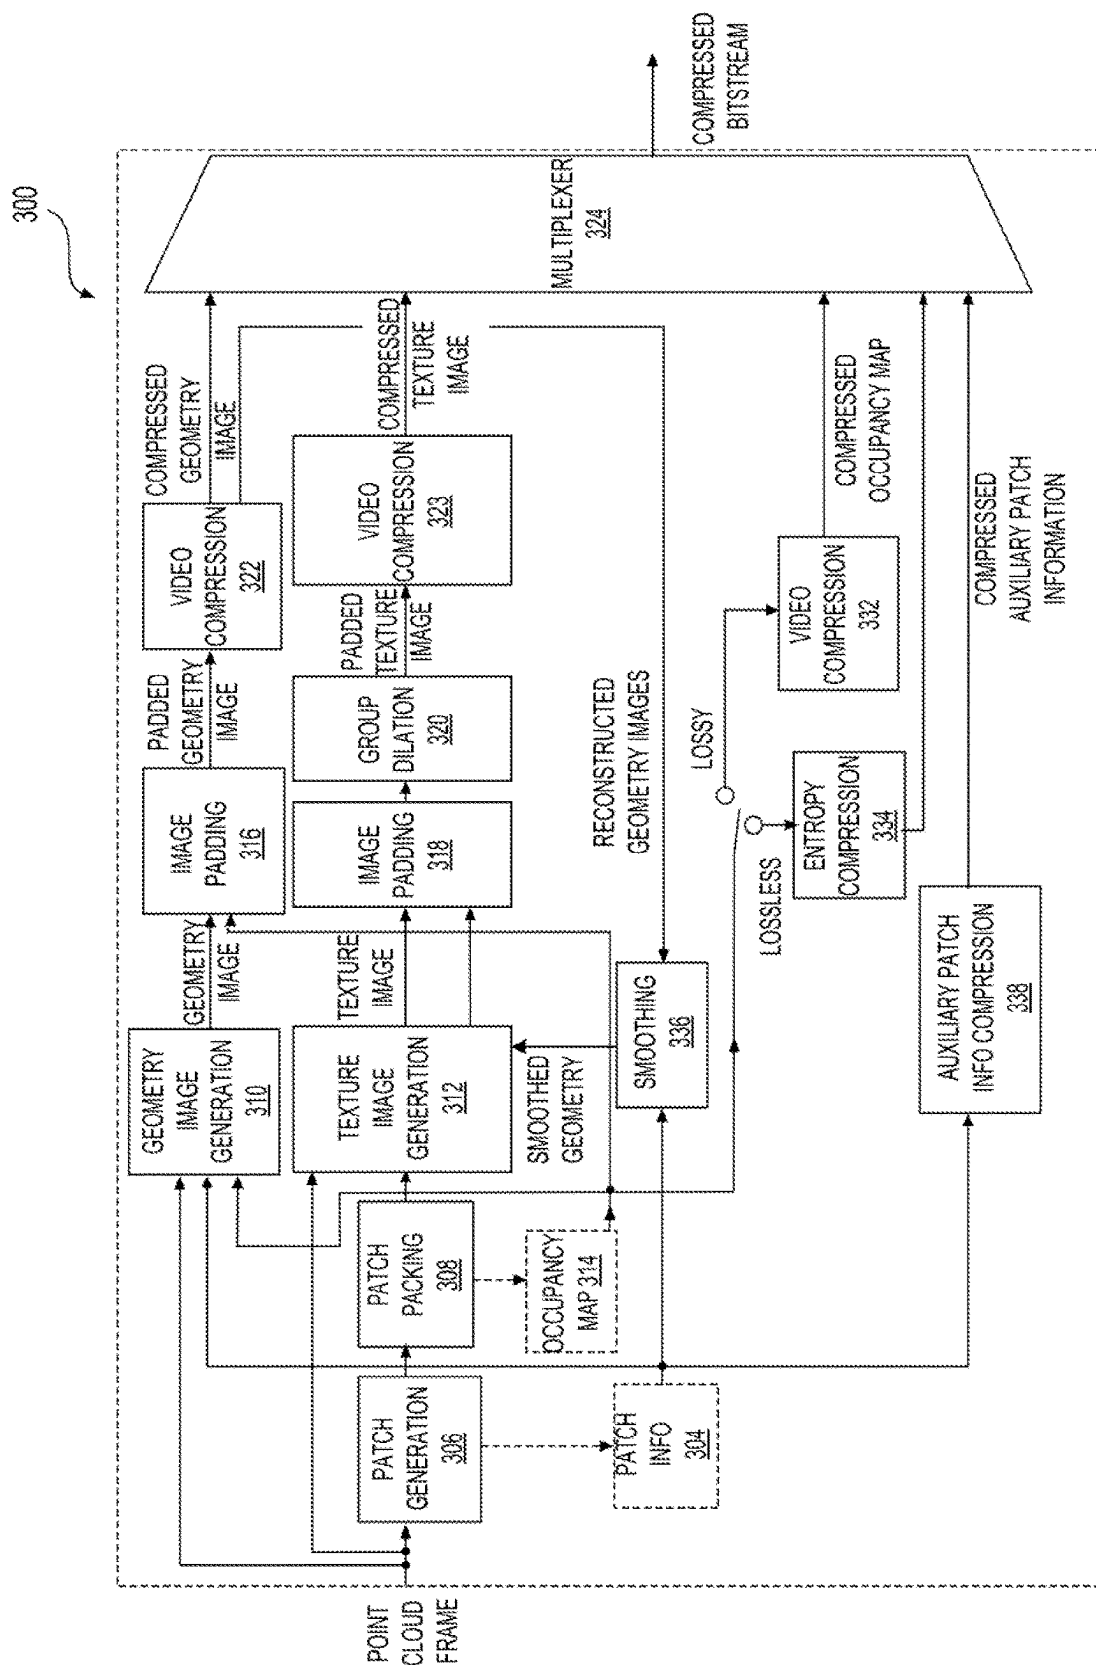 300
POINT
CLOUD
FRAME
PATCH
GENERATION
306
PATCH
PACKING
308
PATCH
INFO
304
OCCUPANCY
MAP 314
GEOMETRY
IMAGE
GENERATION
310
GEOMETRY
IMAGE
IMAGE
PADDING
316
PADDED
GEOMETRY
IMAGE
VIDEO
COMPRESSION
322
COMPRESSED
GEOMETRY
IMAGE
TEXTURE
IMAGE
GENERATION
312
TEXTURE
IMAGE
IMAGE
PADDING
318
GROUP
DILATION
320
PADDED
TEXTURE
IMAGE
VIDEO
COMPRESSION
323
COMPRESSED
TEXTURE
IMAGE
SMOOTHED
GEOMETRY
SMOOTHING
336
RECONSTRUCTED
GEOMETRY IMAGES
LOSSY
LOSSLESS
VIDEO
COMPRESSION
332
ENTROPY
COMPRESSION
334
COMPRESSED
OCCUPANCY MAP
AUXILIARY PATCH
INFO COMPRESSION
338
COMPRESSED
AUXILIARY PATCH
INFORMATION
MULTIPLEXER
324
COMPRESSED
BITSTREAM